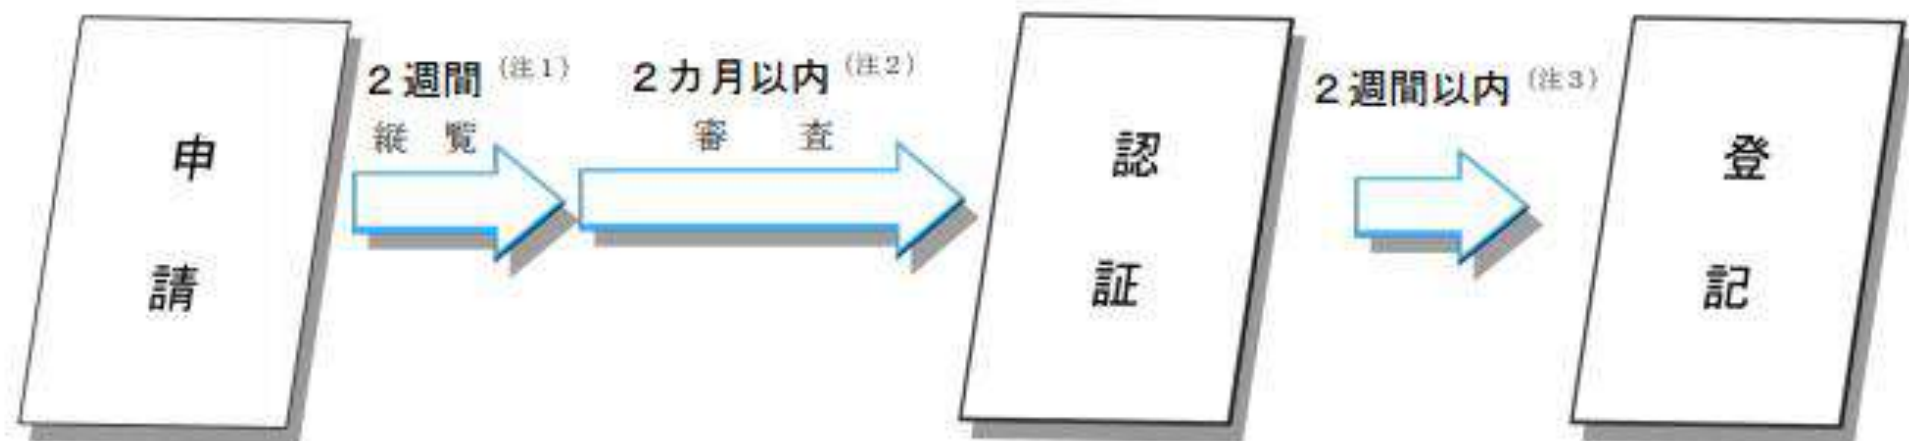 申請
2週間 (注1)
縦覧
2カ月以内 (注2)
審査
認証
2週間以内 (注3)
登記